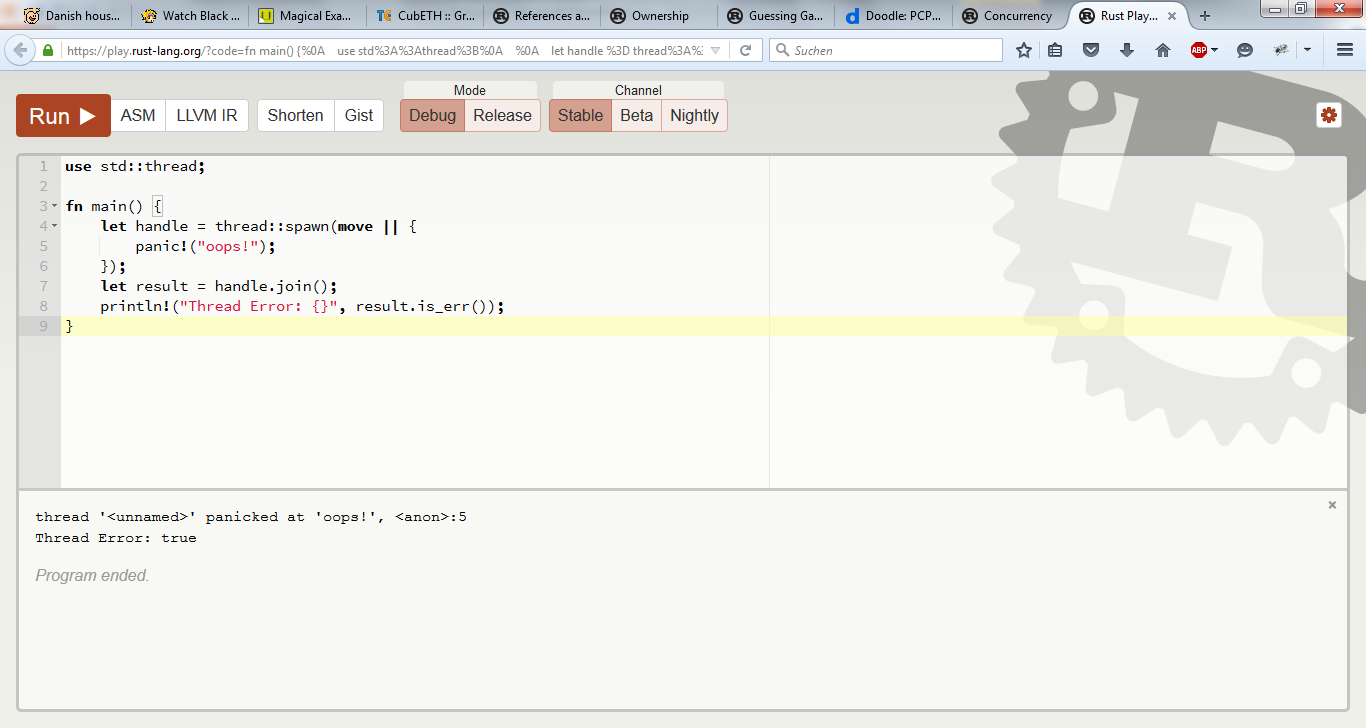 Danish hous...
Watch Black ...
Magical Exa...
CubETH :: Gr...
References a...
Ownership
Guessing Ga...
Doodle: PCP...
Concurrency
Rust Play...
https://play.rust-lang.org/?code=fn main() {%0A    use std%3A%3Athread%3B%0A    %0A    let handle %3D thread%3A%
Suchen
ABP
Mode
Channel
Run
ASM
LLVM IR
Shorten
Gist
Debug
Release
Stable
Beta
Nightly
1 use std::thread;
2
3 fn main() {
4     let handle = thread::spawn(move || {
5         panic!("oops!");
6     });
7     let result = handle.join();
8     println!("Thread Error: {}", result.is_err());
9 }
thread '<unnamed>' panicked at 'oops!', <anon>:5
Thread Error: true
Program ended.